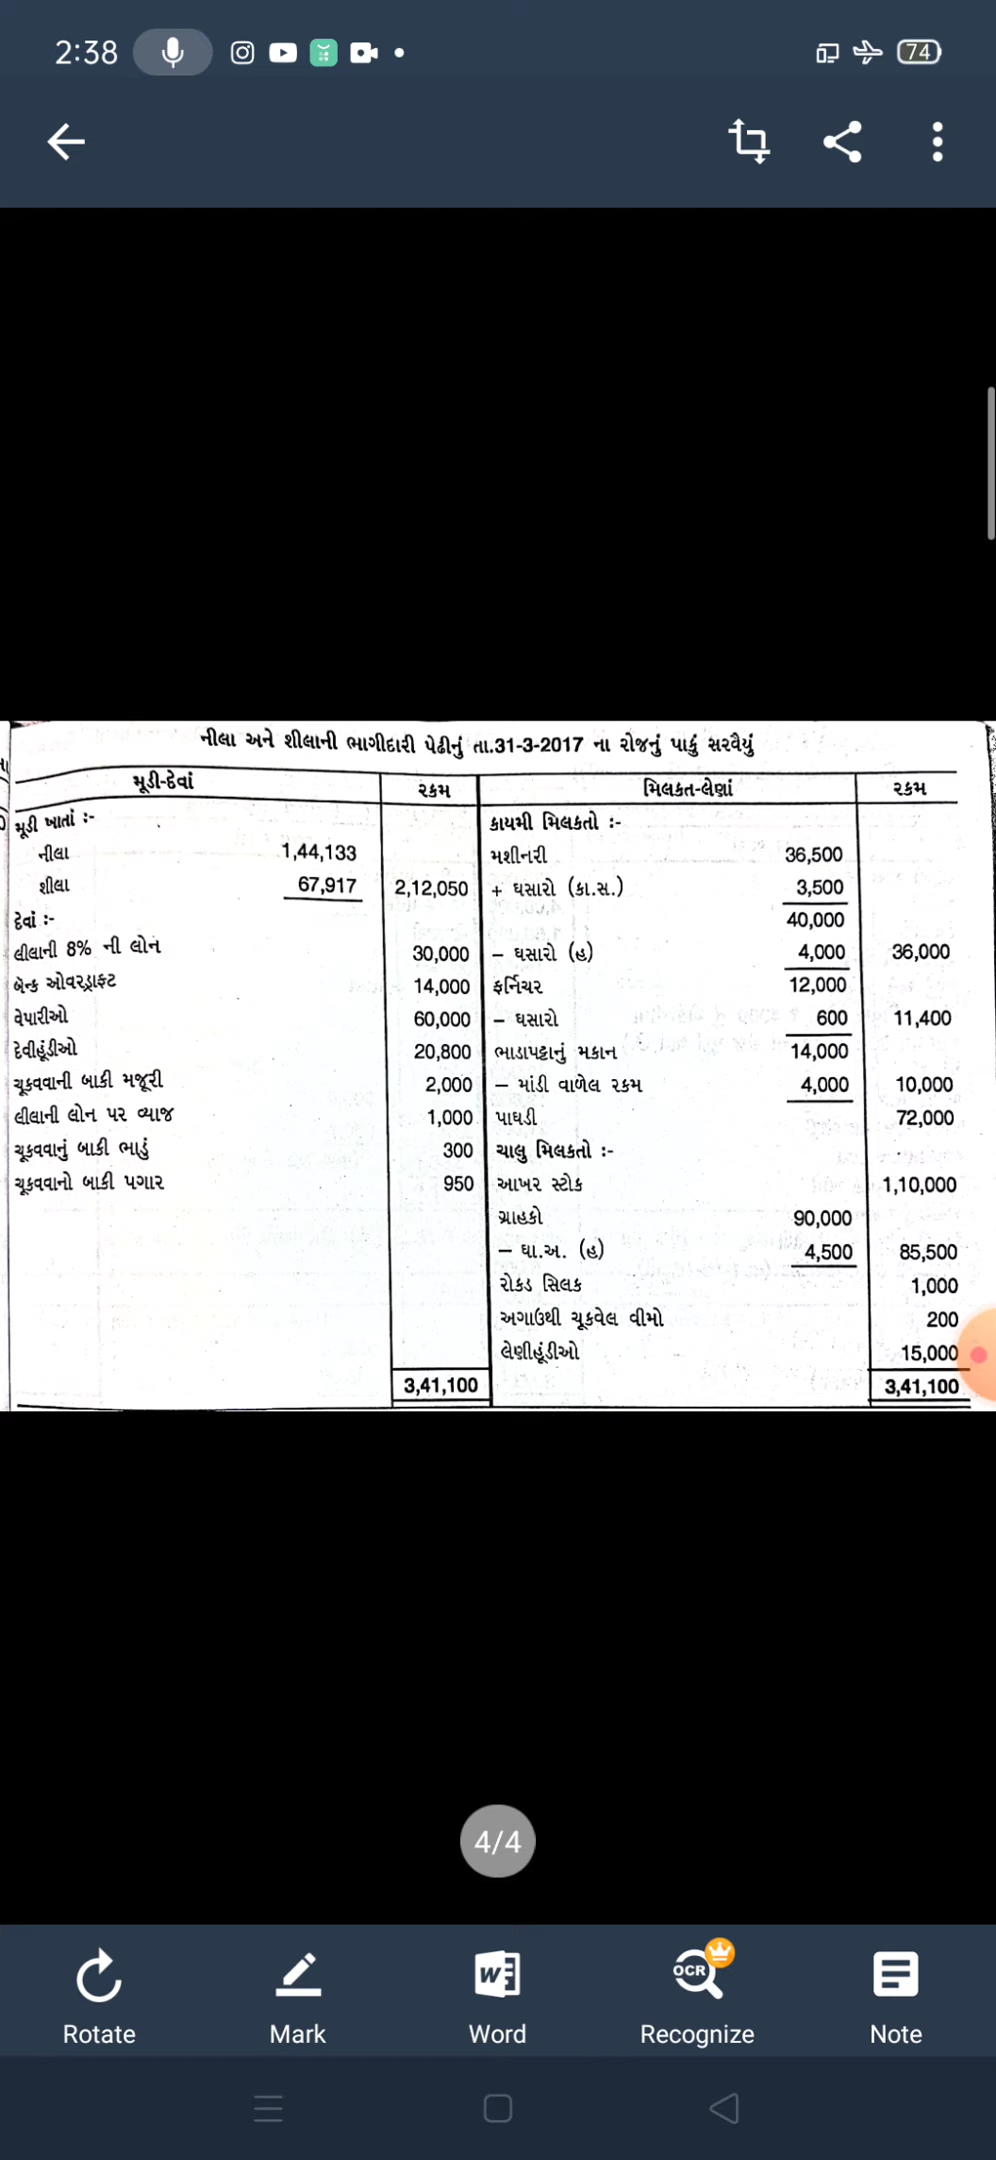 2:38
74
નીલા અને શીલાની ભાગીદારી પેઢીનું તા.31-3-2017 ના રોજનું પાકું સરવૈયું
મૂડી-દેવાં રકમ મિલકત-લેણાં રકમ
મૂડી ખાતાં :- કાયમી મિલકતો :-
નીલા 1,44,133 મશીનરી 36,500
શીલા 67,917 2,12,050 + ઘસારો (કા.સ.) 3,500
દેવાં :- 40,000
લીલાની 8% ની લોન 30,000 – ઘસારો (હ) 4,000 36,000
બૅન્ક ઓવરડ્રાફ્ટ 14,000 ફર્નિચર 12,000
વેપારીઓ 60,000 – ઘસારો 600 11,400
દેવીહૂંડીઓ 20,800 ભાડાપટ્ટાનું મકાન 14,000
ચૂકવવાની બાકી મજૂરી 2,000 – માંડી વાળેલ રકમ 4,000 10,000
લીલાની લોન પર વ્યાજ 1,000 પાઘડી 72,000
ચૂકવવાનું બાકી ભાડું 300 ચાલુ મિલકતો :-
ચૂકવવાનો બાકી પગાર 950 આખર સ્ટોક 1,10,000
ગ્રાહકો 90,000
– ઘા.અ. (હ) 4,500 85,500
રોકડ સિલક 1,000
અગાઉથી ચૂકવેલ વીમો 200
લેણીહૂંડીઓ 15,000
3,41,100 3,41,100
4/4
W OCR
Rotate Mark Word Recognize Note